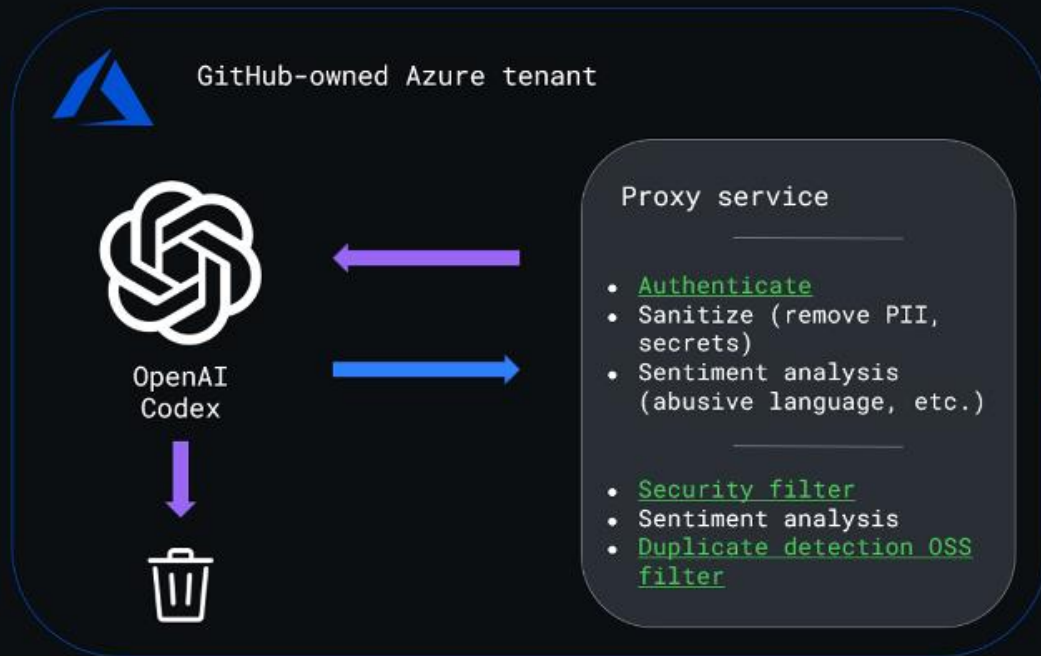 GitHub-owned Azure tenant
Proxy service
• Authenticate
• Sanitize (remove PII,
secrets)
• Sentiment analysis
(abusive language, etc.)
• Security filter
• Sentiment analysis
• Duplicate detection OSS
filter
OpenAI
Codex